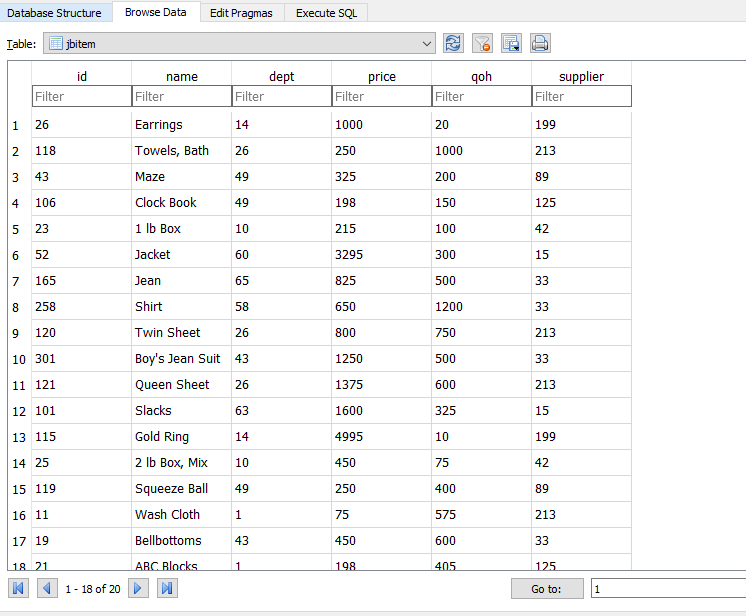 Database Structure Browse Data Edit Pragmas Execute SQL
Table: jbitem
id name dept price qoh supplier
Filter Filter Filter Filter Filter Filter
1 26 Earrings 14 1000 20 199
2 118 Towels, Bath 26 250 1000 213
3 43 Maze 49 325 200 89
4 106 Clock Book 49 198 150 125
5 23 1 lb Box 10 215 100 42
6 52 Jacket 60 3295 300 15
7 165 Jean 65 825 500 33
8 258 Shirt 58 650 1200 33
9 120 Twin Sheet 26 800 750 213
10 301 Boy's Jean Suit 43 1250 500 33
11 121 Queen Sheet 26 1375 600 213
12 101 Slacks 63 1600 325 15
13 115 Gold Ring 14 4995 10 199
14 25 2 lb Box, Mix 10 450 75 42
15 119 Squeeze Ball 49 250 400 89
16 11 Wash Cloth 1 75 575 213
17 19 Bellbottoms 43 450 600 33
18 21 ABC Blocks 1 198 405 125
1 - 18 of 20 Go to: 1